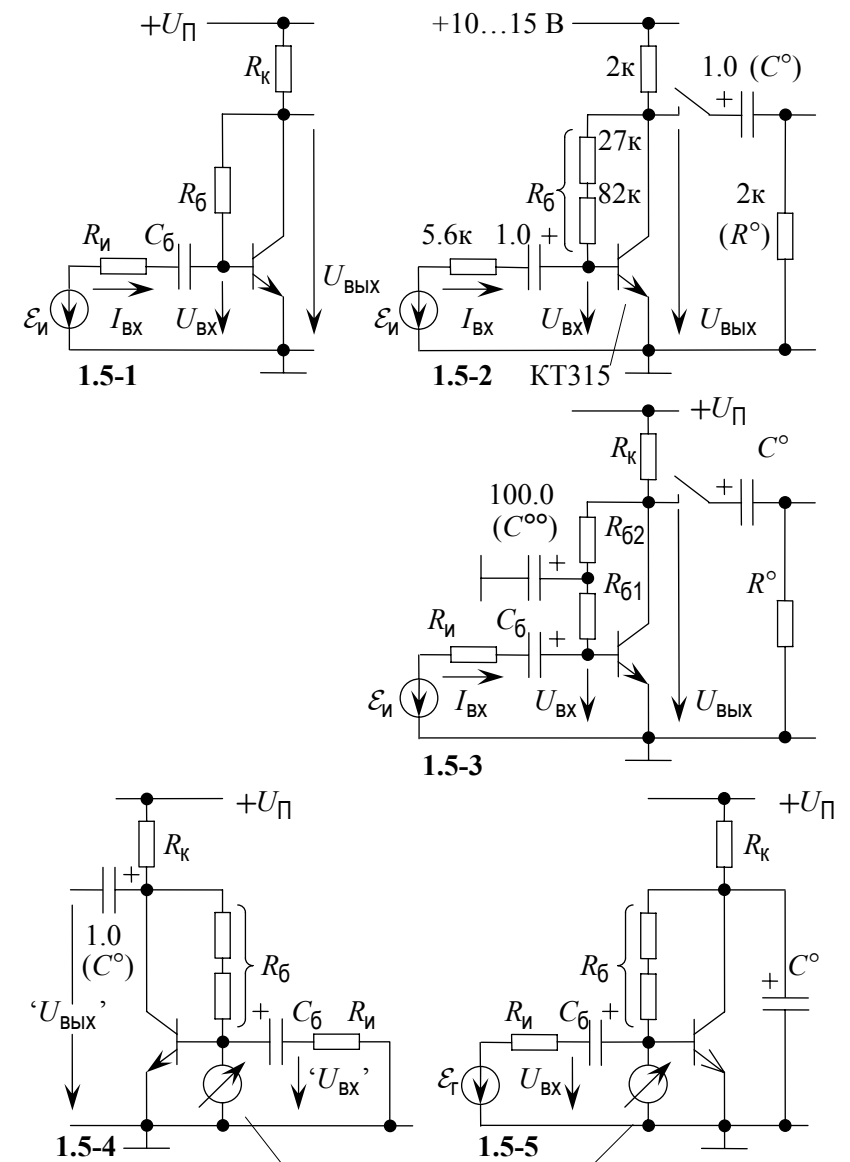 +Uп
Rк
Rб
Rи
Cб
ℰи
Iвх
Uвх
Uвых
1.5-1
+10…15 В
2к
1.0 (C°)
+
27к
82к
Rб
2к
(R°)
5.6к
1.0 +
ℰи
Iвх
Uвх
Uвых
1.5-2
КТ315
+Uп
Rк
C°
+
100.0
(C°°)
+
Rб2
Rб1
R°
Rи
Cб
+
ℰи
Iвх
Uвх
Uвых
1.5-3
+Uп
Rк
+
1.0
(C°)
Rб
‘Uвых’
+
Cб
Rи
‘Uвх’
1.5-4
+Uп
Rк
Rб
+
C°
Rи
Cб
+
ℰг
Uвх
1.5-5